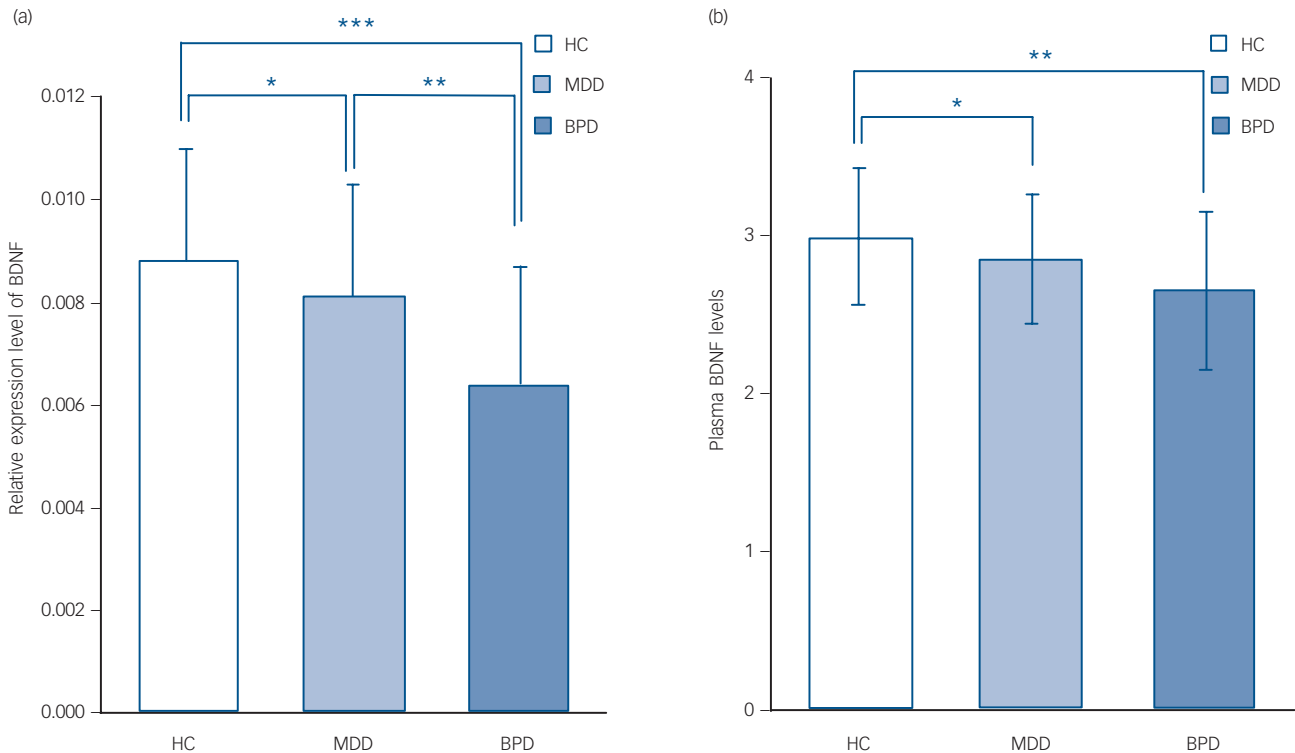 (a)
***
HC
*
**
MDD
BPD
0.012
0.010
0.008
0.006
0.004
0.002
0.000
Relative expression level of BDNF
HC MDD BPD
(b)
HC
**
MDD
*
BPD
4
3
2
1
0
Plasma BDNF levels
HC MDD BPD